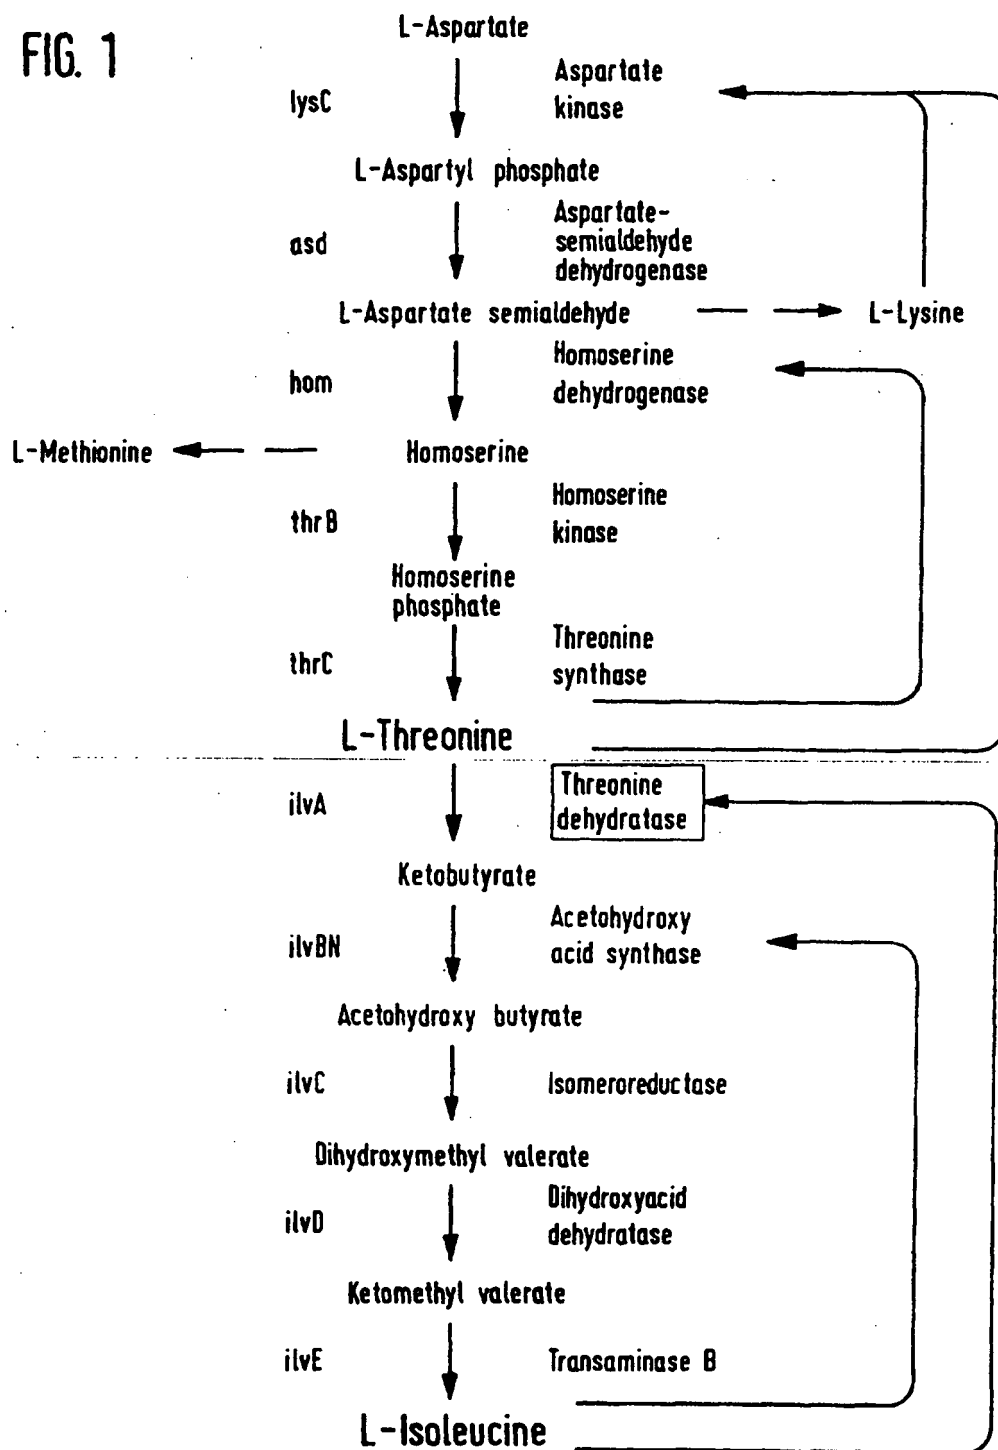 FIG. 1
L-Aspartate
lysC
Aspartate
kinase
L-Aspartyl phosphate
asd
Aspartate-
semialdehyde
dehydrogenase
L-Aspartate semialdehyde
L-Lysine
hom
Homoserine
dehydrogenase
L-Methionine
Homoserine
thrB
Homoserine
kinase
Homoserine
phosphate
thrC
Threonine
synthase
L-Threonine
ilvA
Threonine
dehydratase
Ketobutyrate
ilvBN
Acetohydroxy
acid synthase
Acetohydroxy butyrate
ilvC
Isomeroreductase
Dihydroxymethyl valerate
ilvD
Dihydroxyacid
dehydratase
Ketomethyl valerate
ilvE
Transaminase B
L-Isoleucine